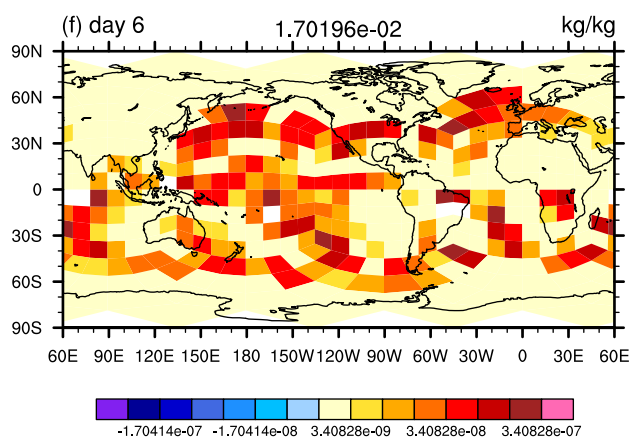 (f) day 6 1.70196e-02 kg/kg
90N
60N
30N
0
30S
60S
90S
60E 90E 120E 150E 180 150W 120W 90W 60W 30W 0 30E 60E
-1.70414e-07 -1.70414e-08 3.40828e-09 3.40828e-08 3.40828e-07